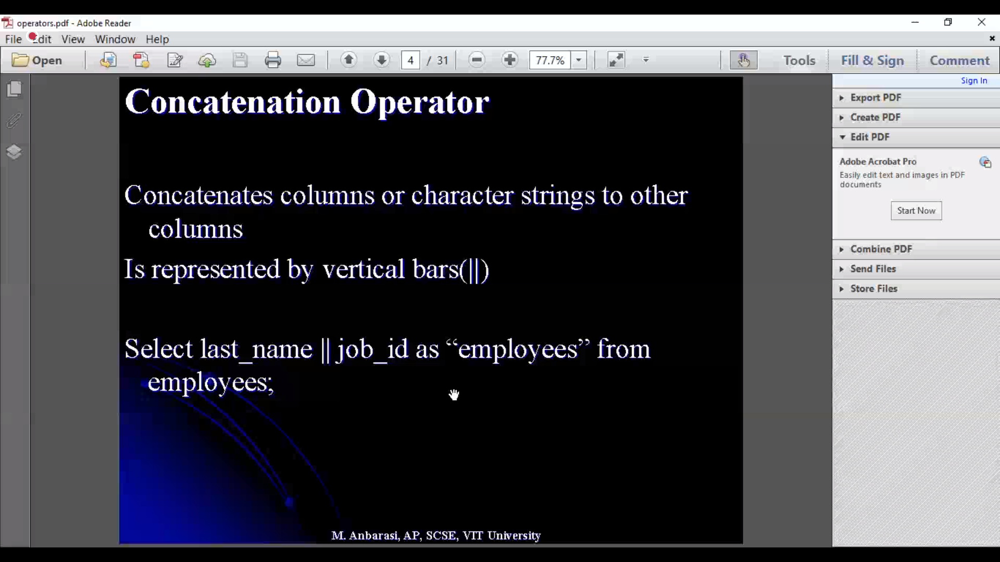 operators.pdf - Adobe Reader
File Edit View Window Help
Open 4 / 31 77.7% Tools Fill & Sign Comment
Sign In
Export PDF
Create PDF
Edit PDF
Adobe Acrobat Pro
Easily edit text and images in PDF
documents
Start Now
Combine PDF
Send Files
Store Files
Concatenation Operator
Concatenates columns or character strings to other
columns
Is represented by vertical bars(||)
Select last_name || job_id as “employees” from
employees;
M. Anbarasi, AP, SCSE, VIT University